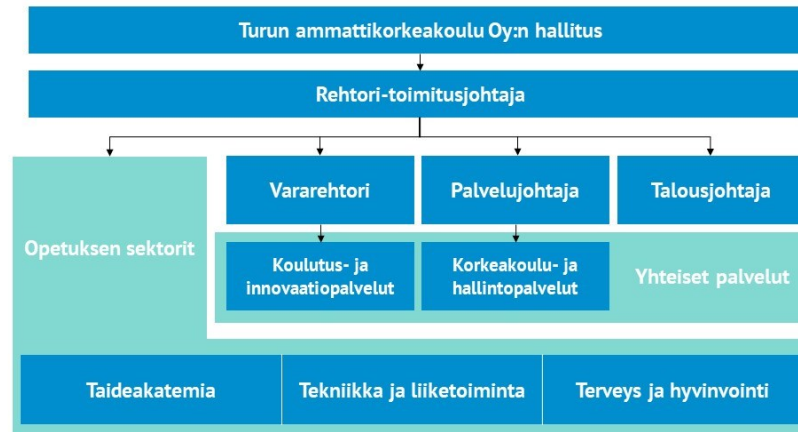 Turun ammattikorkeakoulu Oy:n hallitus
Rehtori-toimitusjohtaja
Opetuksen sektorit
Vararehtori
Palvelujohtaja
Talousjohtaja
Koulutus- ja
innovaatiopalvelut
Korkeakoulu- ja
hallintopalvelut
Yhteiset palvelut
Taideakatemia
Tekniikka ja liiketoiminta
Terveys ja hyvinvointi